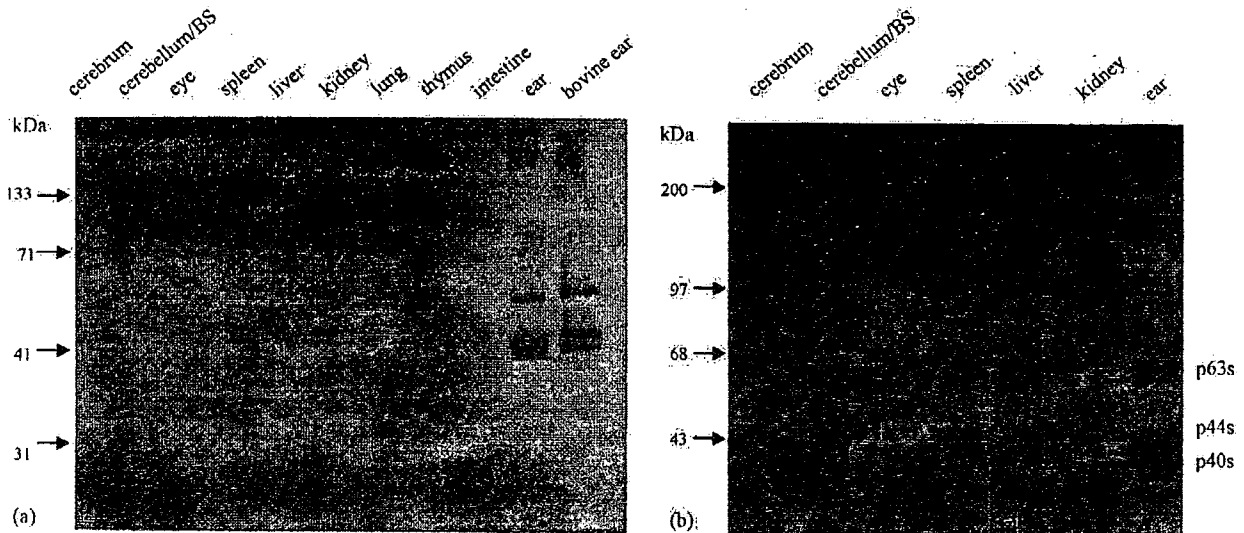 cerebrum cerebellum/BS eye spleen liver kidney lung thymus intestine ear bovine ear
kDa
133
71
41
31
(a)
cerebrum cerebellum/BS eye spleen liver kidney ear
kDa
200
97
68
43
p63s
p44s
p40s
(b)